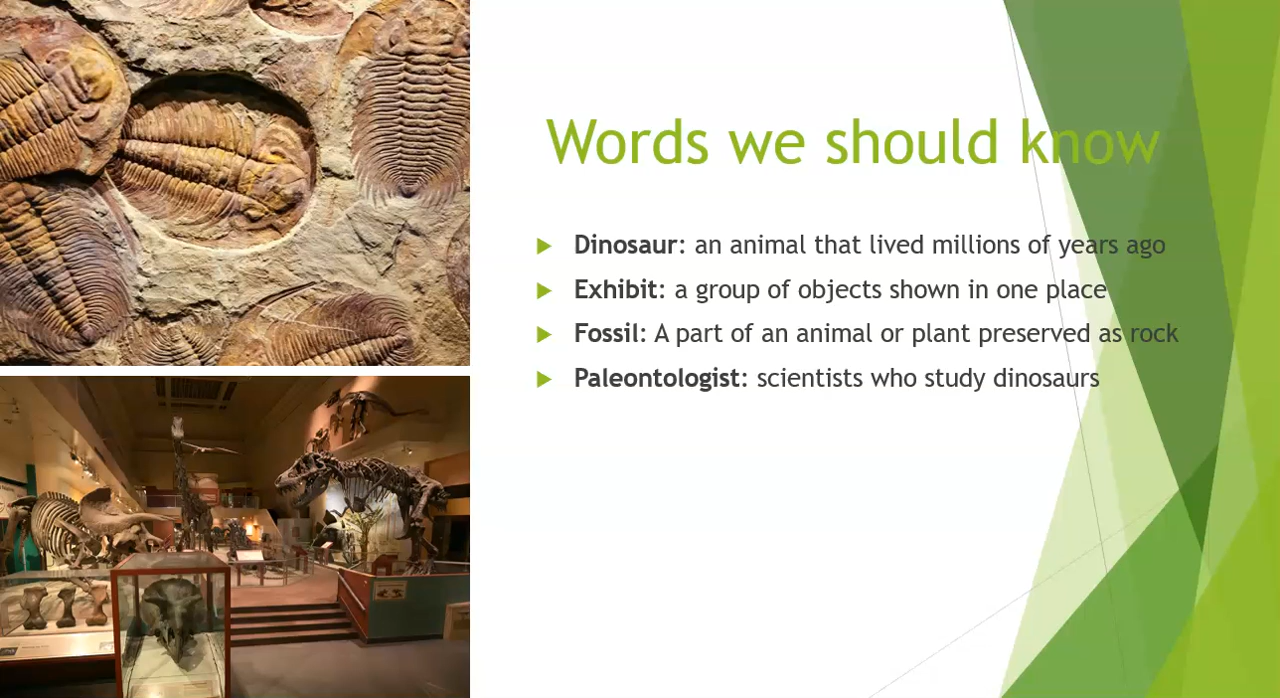 Words we should know
Dinosaur: an animal that lived millions of years ago
Exhibit: a group of objects shown in one place
Fossil: A part of an animal or plant preserved as rock
Paleontologist: scientists who study dinosaurs